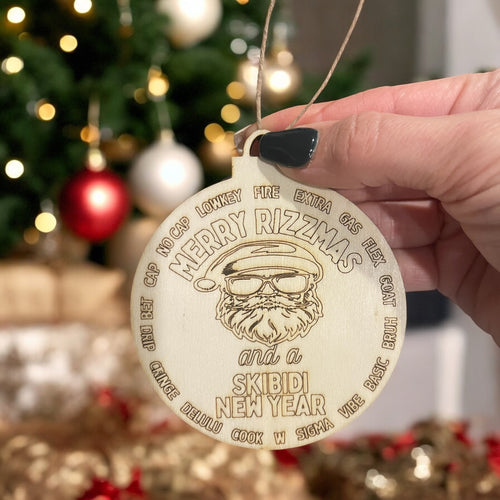 NO CAP LOWKEY FIRE EXTRA GAS FLEX GOAT BRUH BASIC VIBE SIGMA W COOK DELULU CRINGE DRIP BET CAP
MERRY RIZZMAS
and a
SKIBIDI
NEW YEAR